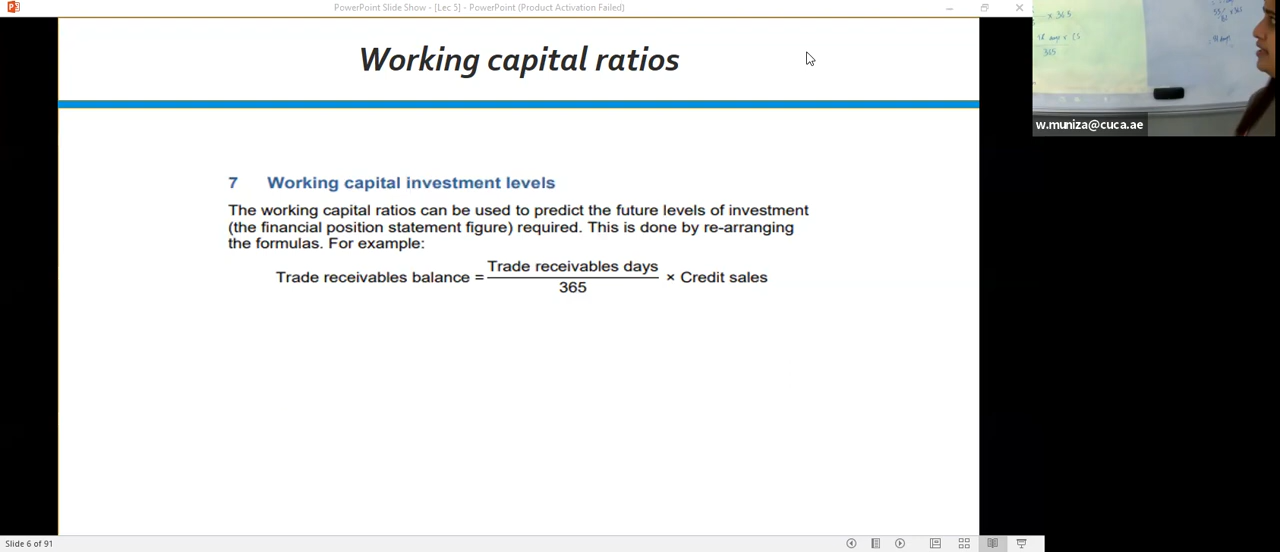 PowerPoint Slide Show - [Lec 3] - PowerPoint (Product Activation Failed)
Working capital ratios
7 Working capital investment levels
The working capital ratios can be used to predict the future levels of investment
(the financial position statement figure) required. This is done by re-arranging
the formulas. For example:
Trade receivables balance = Trade receivables days / 365 × Credit sales
x 365
365
w.muniza@cuca.ae
Slide 6 of 91